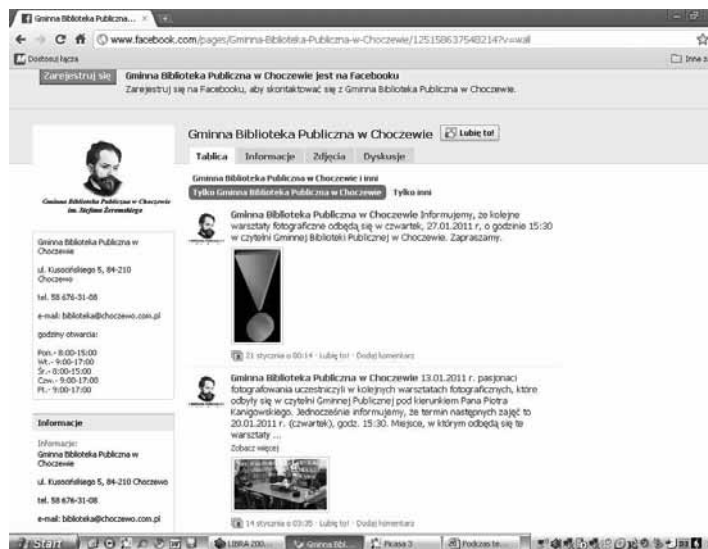 Gminna Biblioteka Publiczna...
www.facebook.com/pages/Gminna-Biblioteka-Publiczna-w-Choczewie/125158637548214?v=wall
Dostosuj łącza
Inne z
Zarejestruj się
Gminna Biblioteka Publiczna w Choczewie jest na Facebooku
Zarejestruj się na Facebooku, aby skontaktować się z Gminna Biblioteka Publiczna w Choczewie.
Gminna Biblioteka Publiczna w Choczewie
im. Stefana Żeromskiego
Gminna Biblioteka Publiczna w
Choczewie
ul. Kusocińskiego 5, 84-210
Choczewo
tel. 58 676-31-08
e-mail: biblioteka@choczewo.com.pl
godziny otwarcia:
Pon.- 8:00-15:00
Wt.- 9:00-17:00
Śr.- 8:00-15:00
Czw.- 9:00-17:00
Pt.- 9:00-17:00
Informacje
Informacje:
Gminna Biblioteka Publiczna w
Choczewie
ul. Kusocińskiego 5, 84-210 Choczewo
tel. 58 676-31-08
e-mail: biblioteka@choczewo.com.pl
Gminna Biblioteka Publiczna w Choczewie
Lubię to!
Tablica Informacje Zdjęcia Dyskusje
Gminna Biblioteka Publiczna w Choczewie i inni
Tylko Gminna Biblioteka Publiczna w Choczewie Tylko inni
Gminna Biblioteka Publiczna w Choczewie Informujemy, że kolejne
warsztaty fotograficzne odbędą się w czwartek, 27.01.2011 r, o godzinie 15:30
w czytelni Gminnej Biblioteki Publicznej w Choczewie. Zapraszamy.
21 stycznia o 00:14 · Lubię to! · Dodaj komentarz
Gminna Biblioteka Publiczna w Choczewie 13.01.2011 r. pasjonaci
fotografowania uczestniczyli w kolejnych warsztatach fotograficznych, które
odbyły się w czytelni Gminnej Publicznej pod kierunkiem Pana Piotra
Kanigowskiego. Jednocześnie informujemy, że termin następnych zajęć to
20.01.2011 r. (czwartek), godz. 15:30. Miejsce, w którym odbędą się te
warsztaty ...
Zobacz więcej
14 stycznia o 03:35 · Lubię to! · Dodaj komentarz
Start
LIBRA 200...
Gminna Bibl...
Picasa 3
Podczas te...